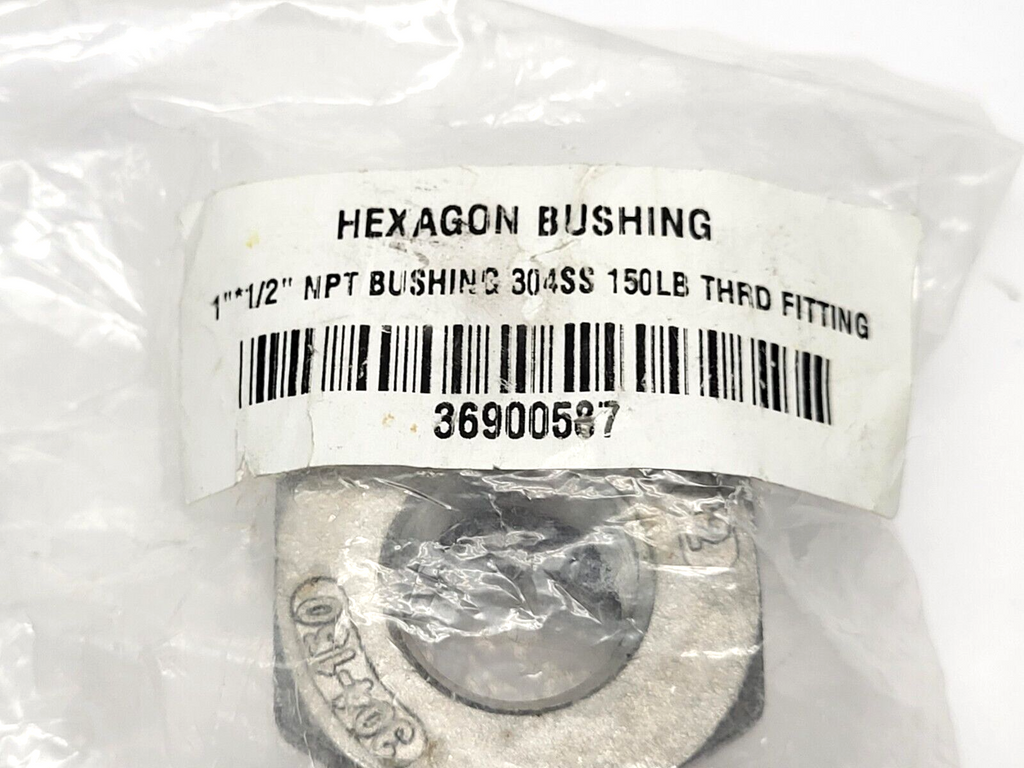 HEXAGON BUSHING
1"*1/2" NPT BUSHING 304SS 150LB THRD FITTING
36900587
304-150